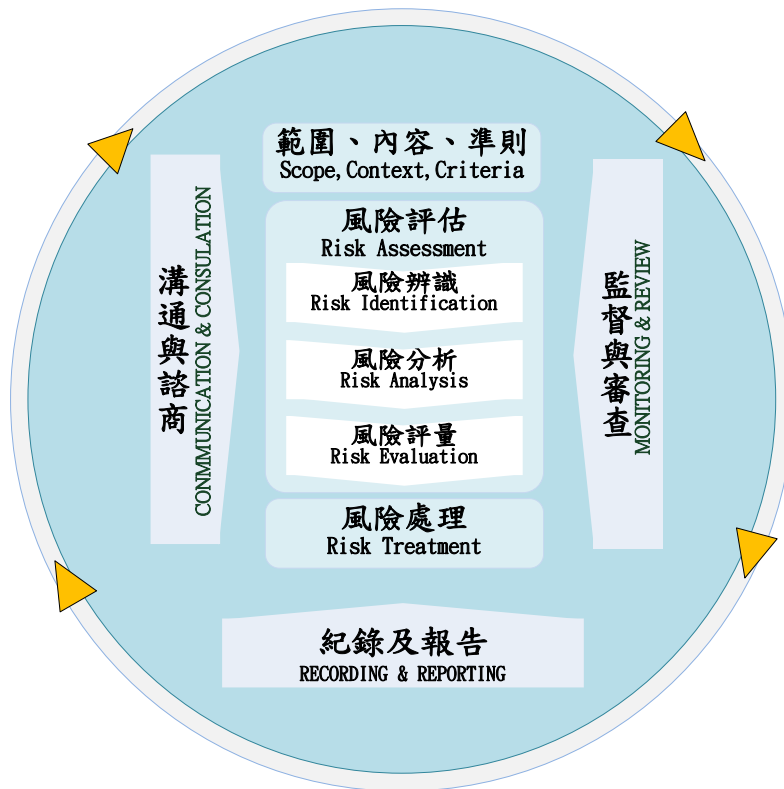 範圍、內容、準則
Scope, Context, Criteria
風險評估
Risk Assessment
風險辨識
Risk Identification
風險分析
Risk Analysis
風險評量
Risk Evaluation
風險處理
Risk Treatment
溝通與諮商
CONMMUNICATION & CONSULATION
監督與審查
MONITORING & REVIEW
紀錄及報告
RECORDING & REPORTING